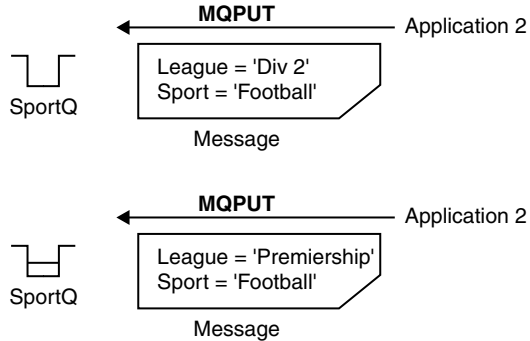 MQPUT
Application 2
League = 'Div 2'
Sport = 'Football'
SportQ
Message
MQPUT
Application 2
League = 'Premiership'
Sport = 'Football'
SportQ
Message